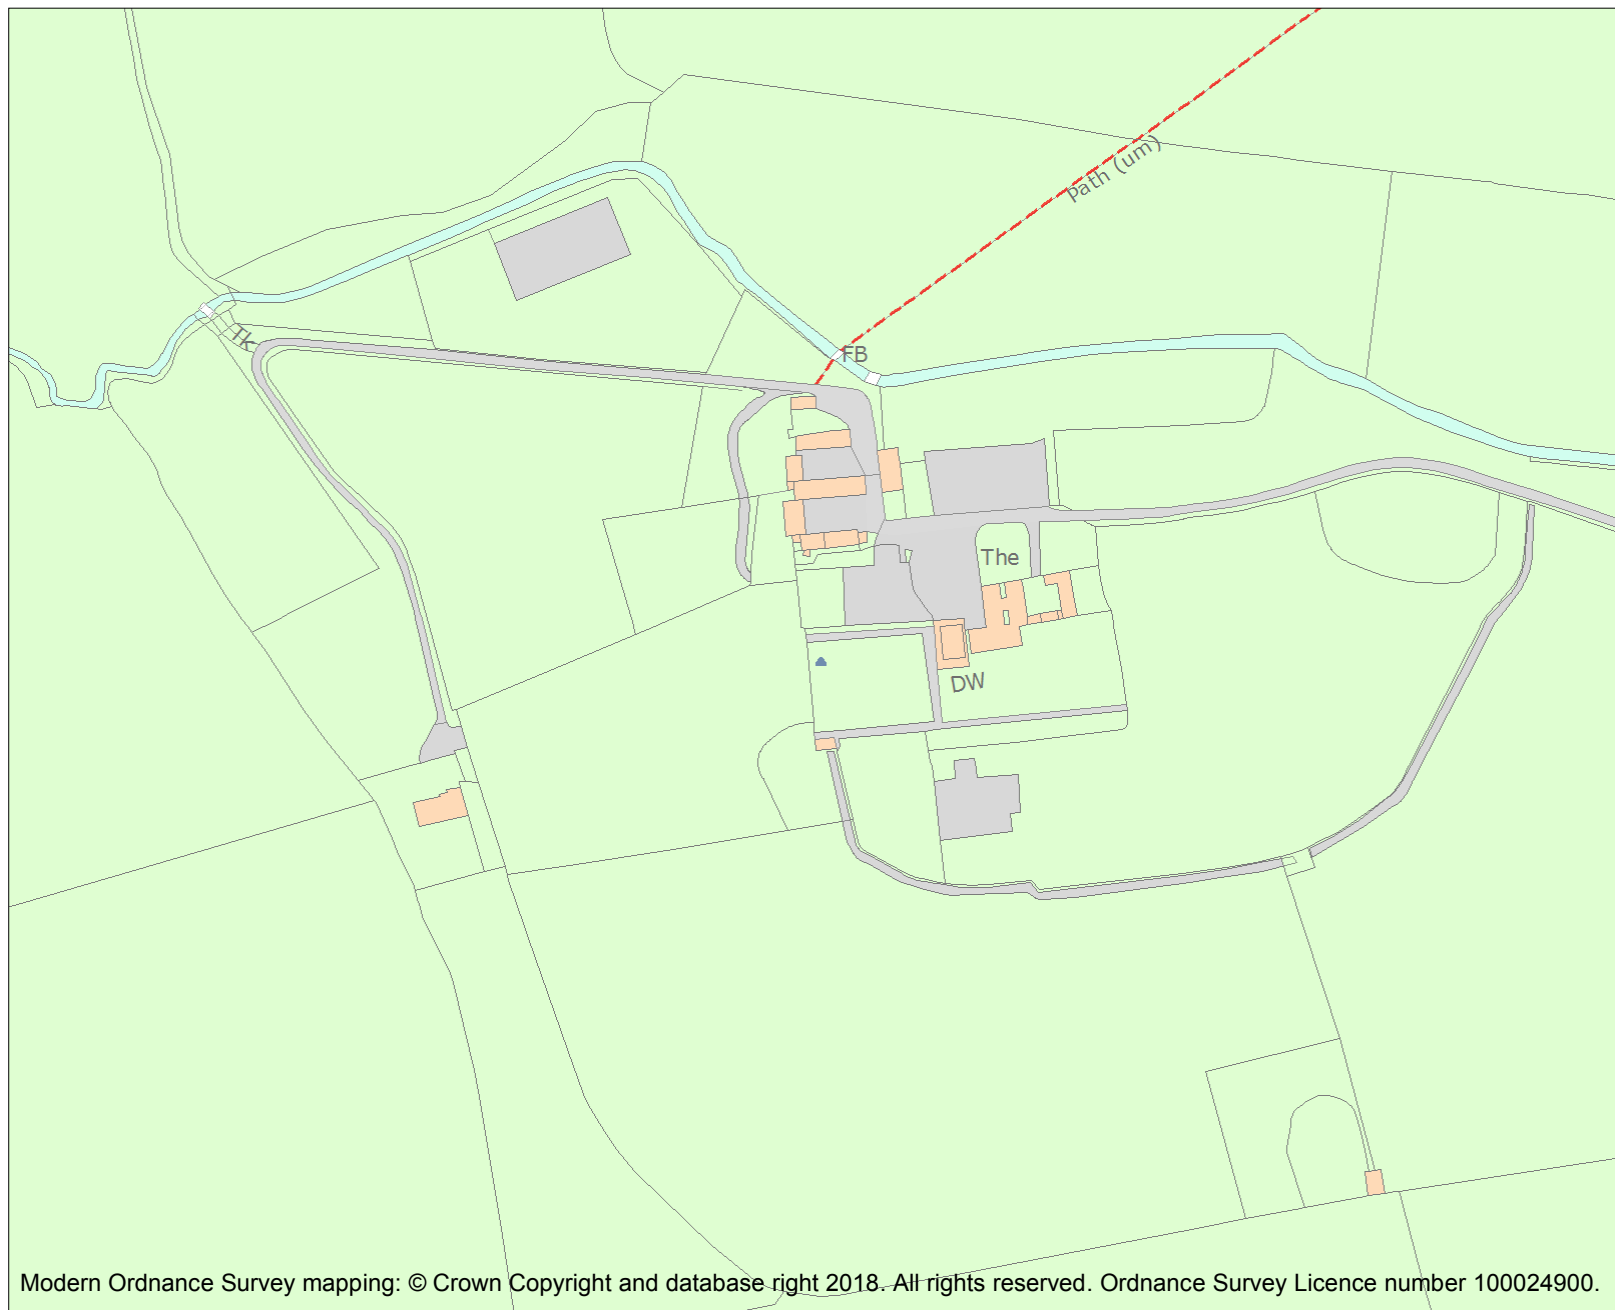 Path (um)
Tk
FB
The
DW
Modern Ordnance Survey mapping: © Crown Copyright and database right 2018. All rights reserved. Ordnance Survey Licence number 100024900.